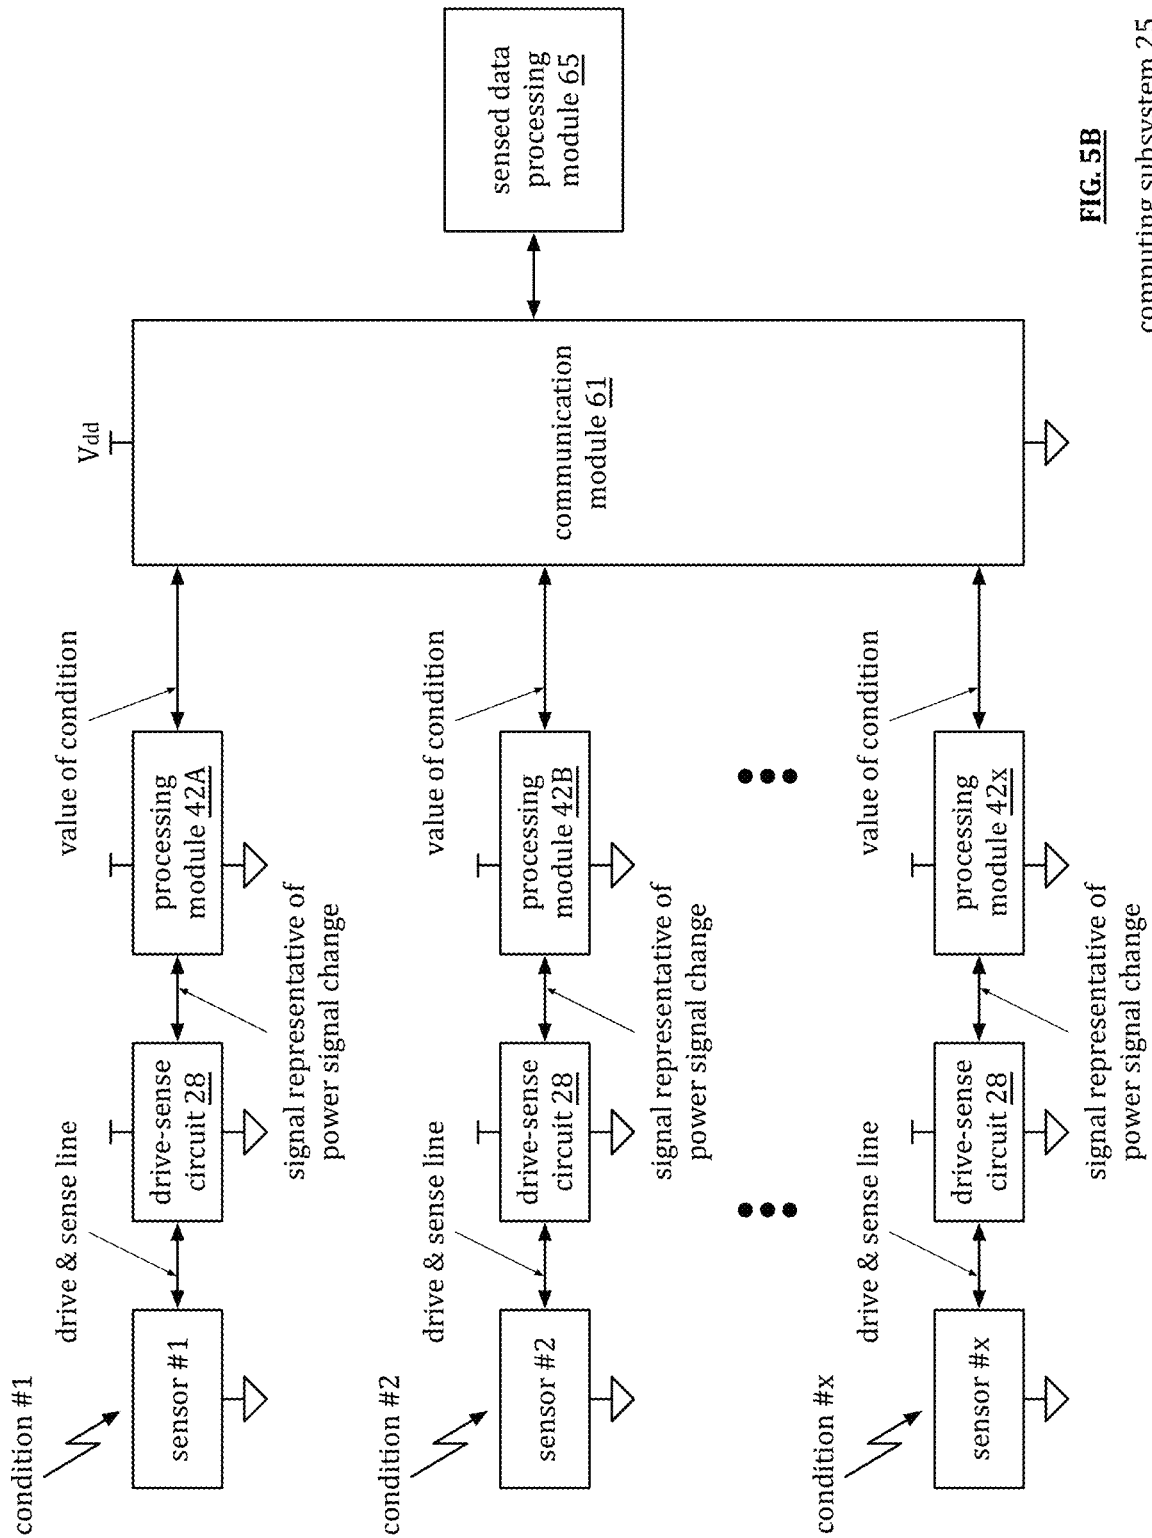 condition #1
sensor #1
drive & sense line
drive-sense
circuit 28
signal representative of
power signal change
processing
module 42A
value of condition
condition #2
sensor #2
drive & sense line
drive-sense
circuit 28
signal representative of
power signal change
processing
module 42B
value of condition
condition #x
sensor #x
drive & sense line
drive-sense
circuit 28
signal representative of
power signal change
processing
module 42x
value of condition
Vdd
communication
module 61
sensed data
processing
module 65
FIG. 5B
computing subsystem 25